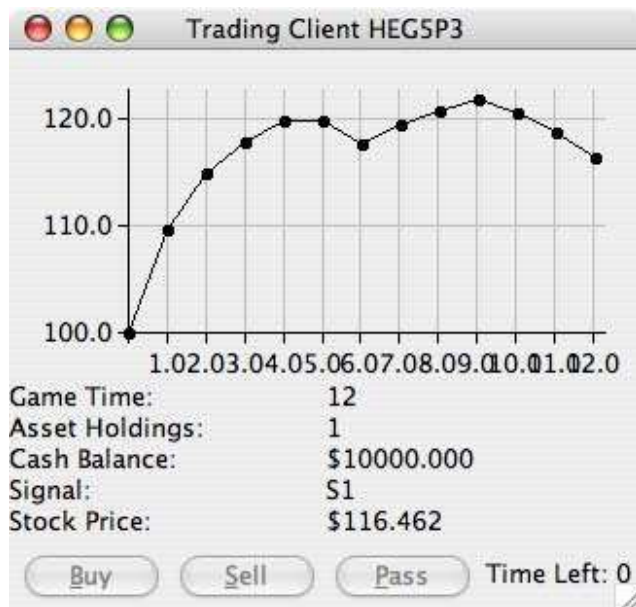 Trading Client HEG5P3
120.0
110.0
100.0
1.02.03.04.05.06.07.08.09.010.011.012.0
Game Time: 12
Asset Holdings: 1
Cash Balance: $10000.000
Signal: S1
Stock Price: $116.462
Buy Sell Pass Time Left: 0